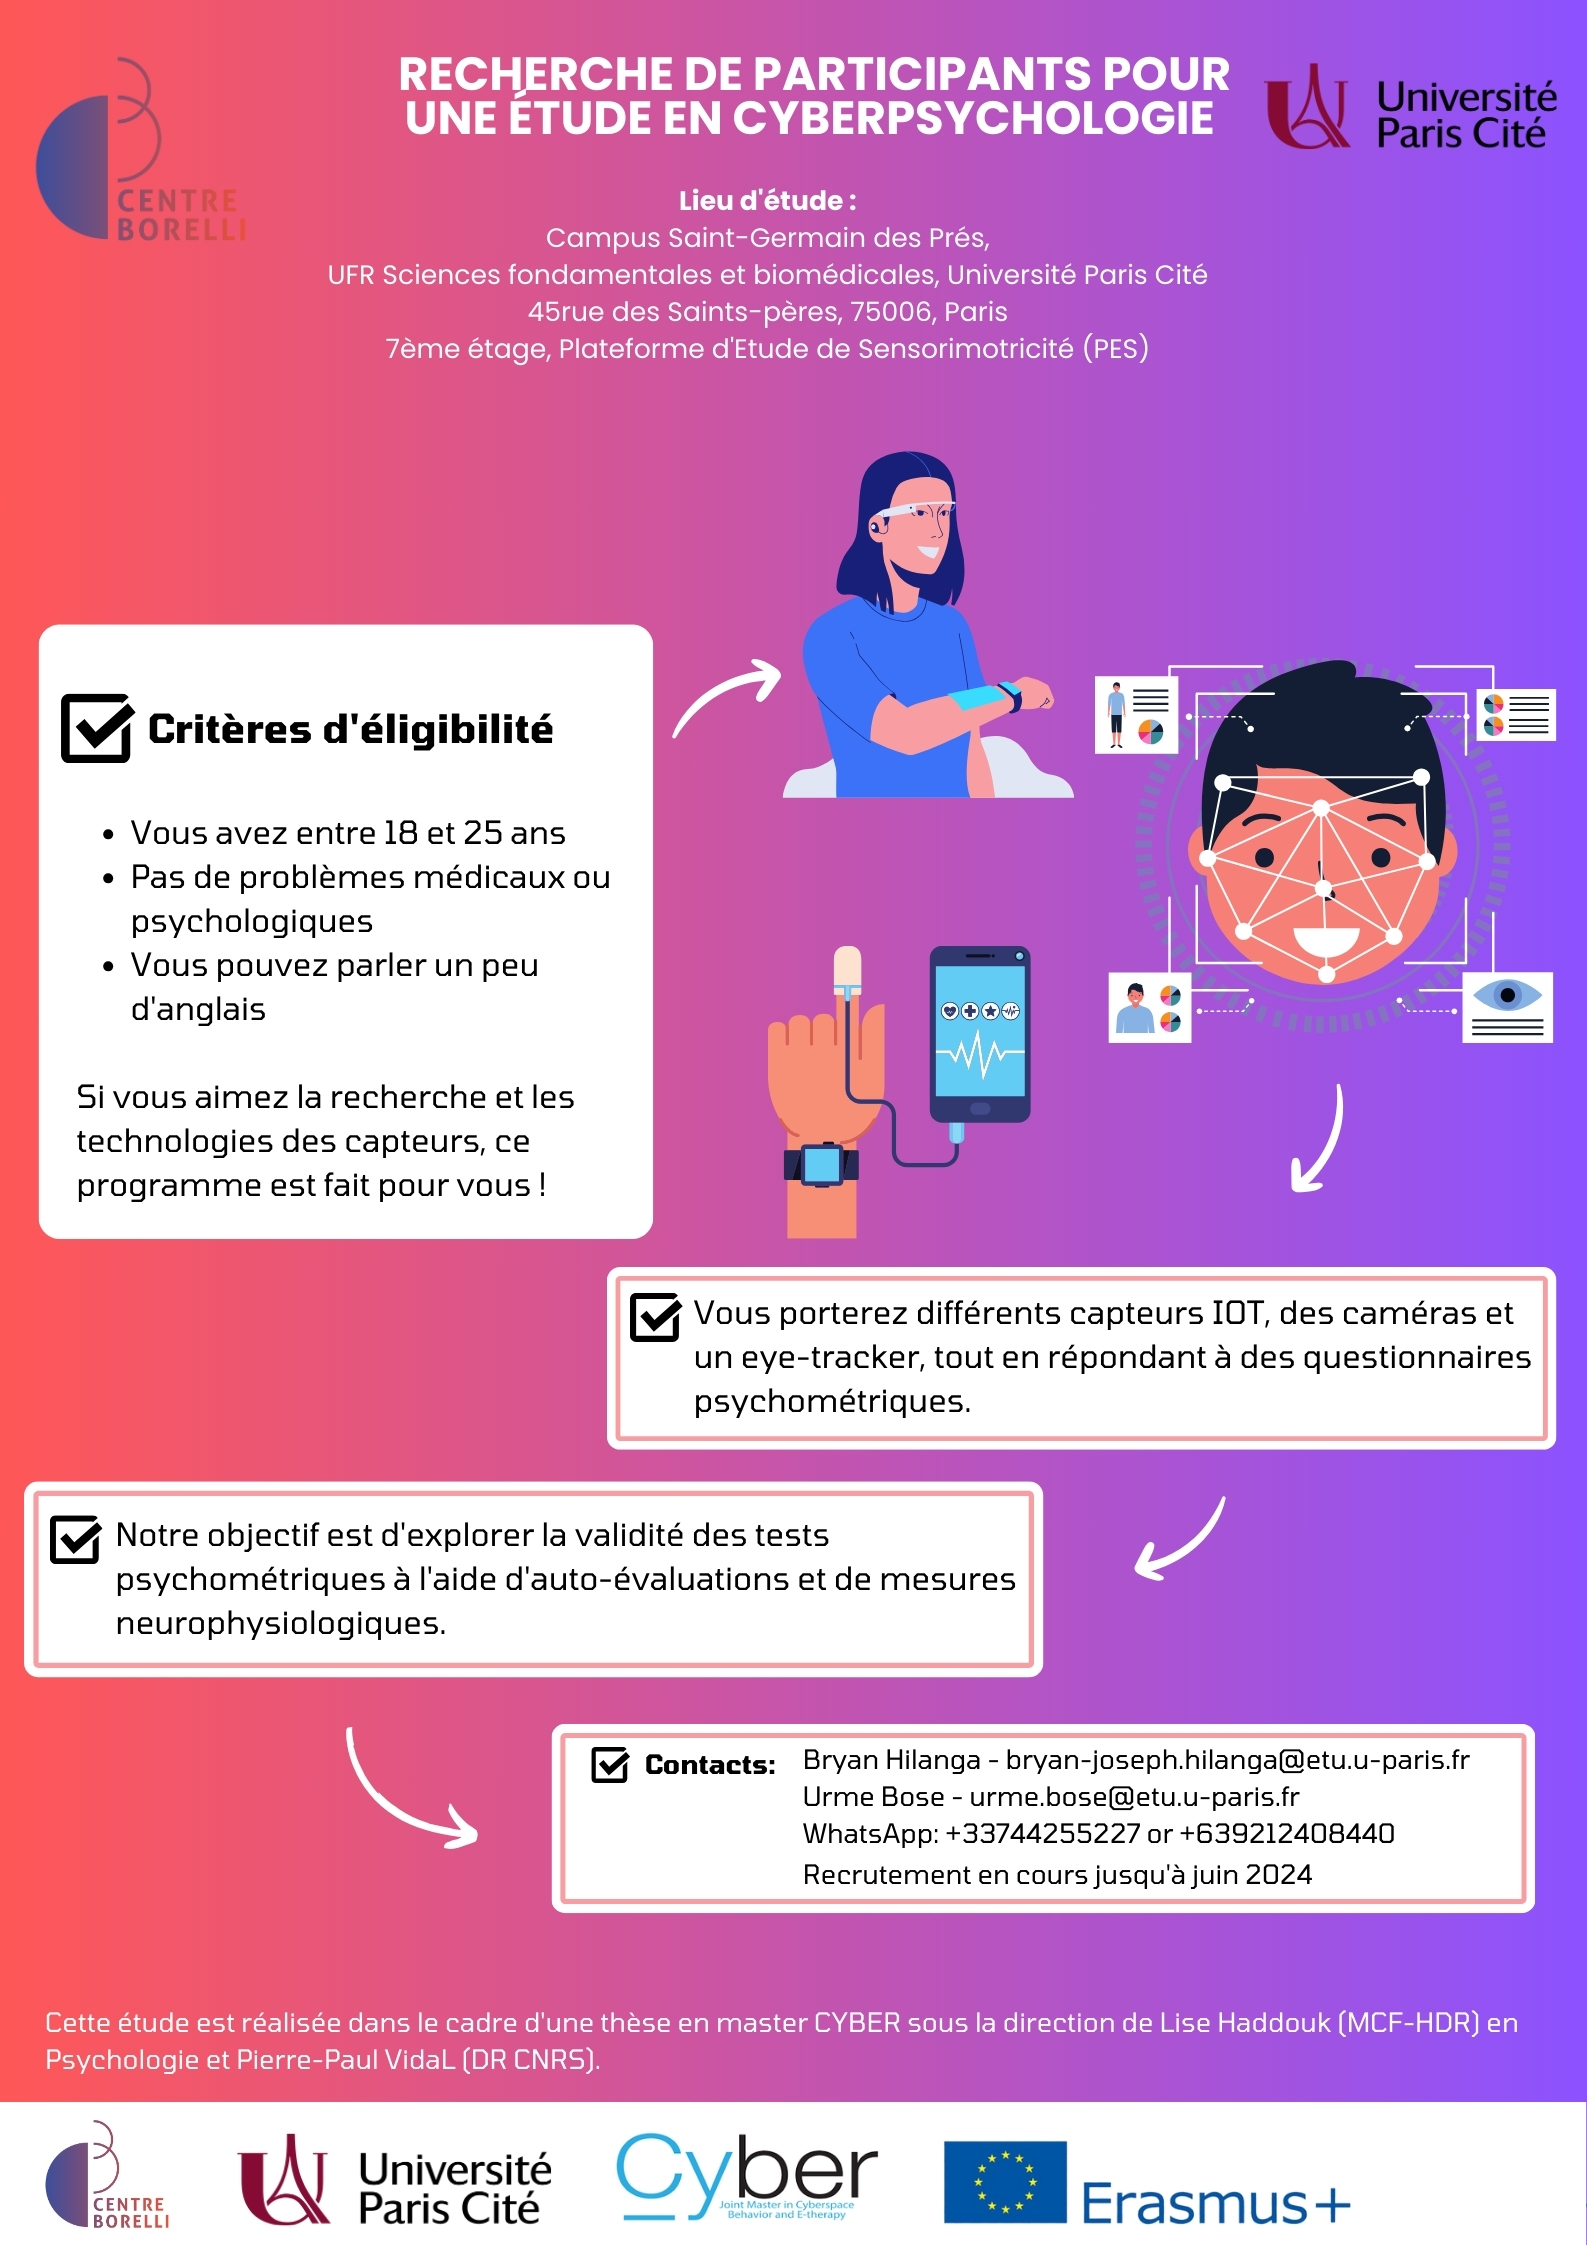 CENTRE
BORELLI
RECHERCHE DE PARTICIPANTS POUR
UNE ÉTUDE EN CYBERPSYCHOLOGIE
Université
Paris Cité
Lieu d'étude :
Campus Saint-Germain des Prés,
UFR Sciences fondamentales et biomédicales, Université Paris Cité
45rue des Saints-pères, 75006, Paris
7ème étage, Plateforme d'Etude de Sensorimotricité (PES)
Critères d'éligibilité
• Vous avez entre 18 et 25 ans
• Pas de problèmes médicaux ou
psychologiques
• Vous pouvez parler un peu
d'anglais
Si vous aimez la recherche et les
technologies des capteurs, ce
programme est fait pour vous !
Vous porterez différents capteurs IOT, des caméras et
un eye-tracker, tout en répondant à des questionnaires
psychométriques.
Notre objectif est d'explorer la validité des tests
psychométriques à l'aide d'auto-évaluations et de mesures
neurophysiologiques.
Contacts:
Bryan Hilanga - bryan-joseph.hilanga@etu.u-paris.fr
Urme Bose - urme.bose@etu.u-paris.fr
WhatsApp: +33744255227 or +639212408440
Recrutement en cours jusqu'à juin 2024
Cette étude est réalisée dans le cadre d'une thèse en master CYBER sous la direction de Lise Haddouk (MCF-HDR) en
Psychologie et Pierre-Paul VidaL (DR CNRS).
CENTRE
BORELLI
Université
Paris Cité
Cyber
Joint Master in Cyberspace
Behavior and E-therapy
Erasmus+